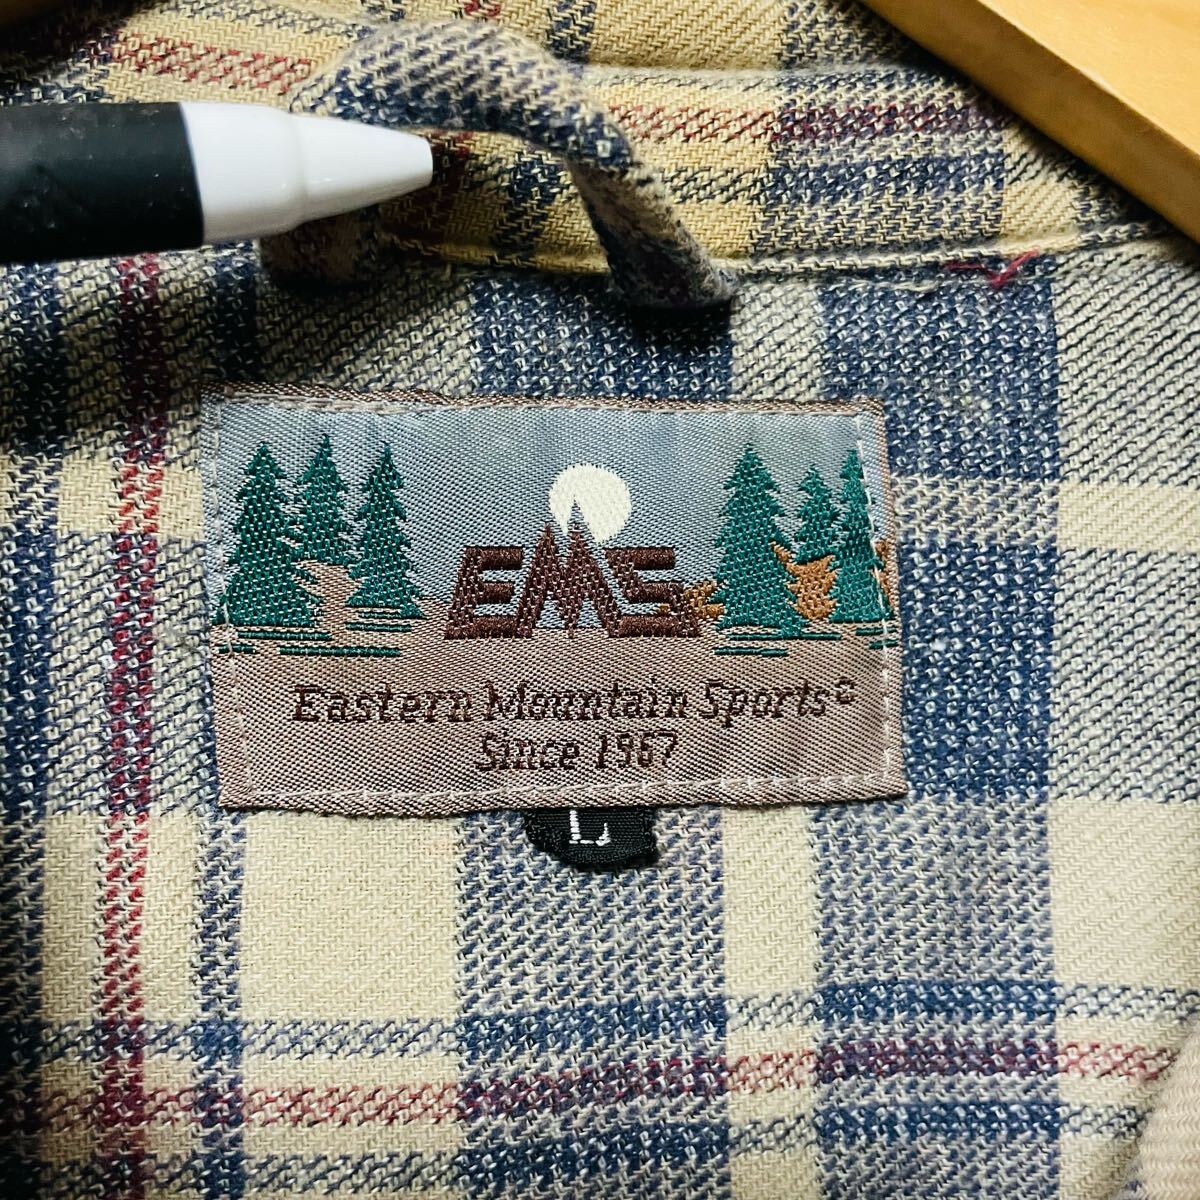 EMS
Eastern Mountain Sports©
Since 1967
L